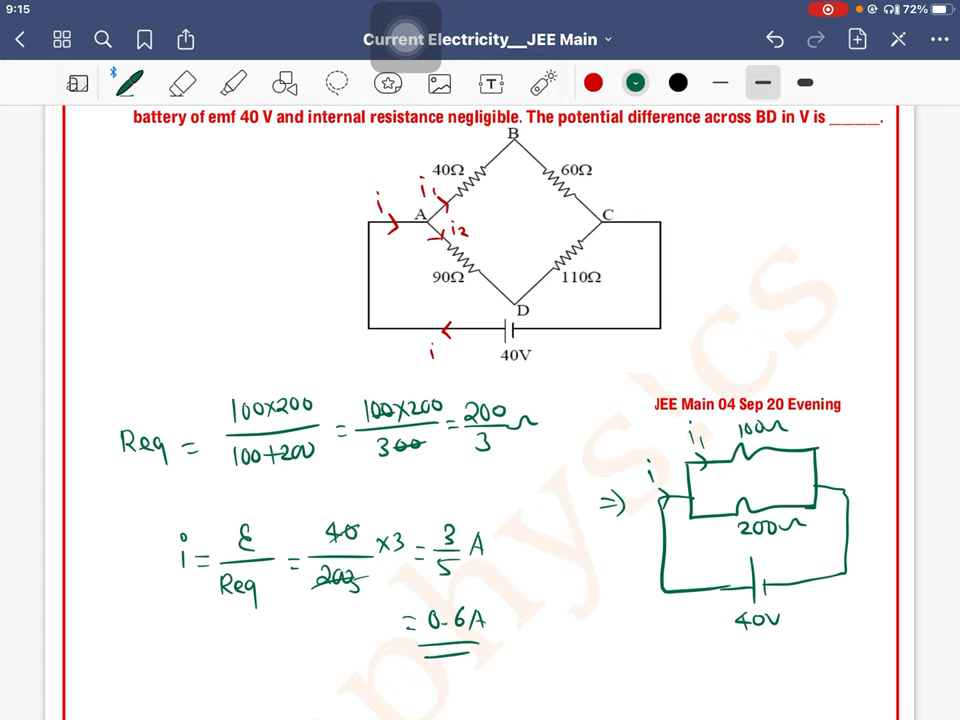 9:15
72%
Current Electricity__JEE Main
T
battery of emf 40 V and internal resistance negligible. The potential difference across BD in V is _____.
B
40Ω 60Ω
i i₁
A i₂ C
90Ω 110Ω
D
i 40V
JEE Main 04 Sep 20 Evening
Req = 100×200 / 100+200 = 100×200 / 300 = 200 / 3 Ω
i = ε / Req = 40 / 200 ×3 = 3 / 5 A
= 0.6A
i₁ 100Ω
i
⇒ 200Ω
40V
physics